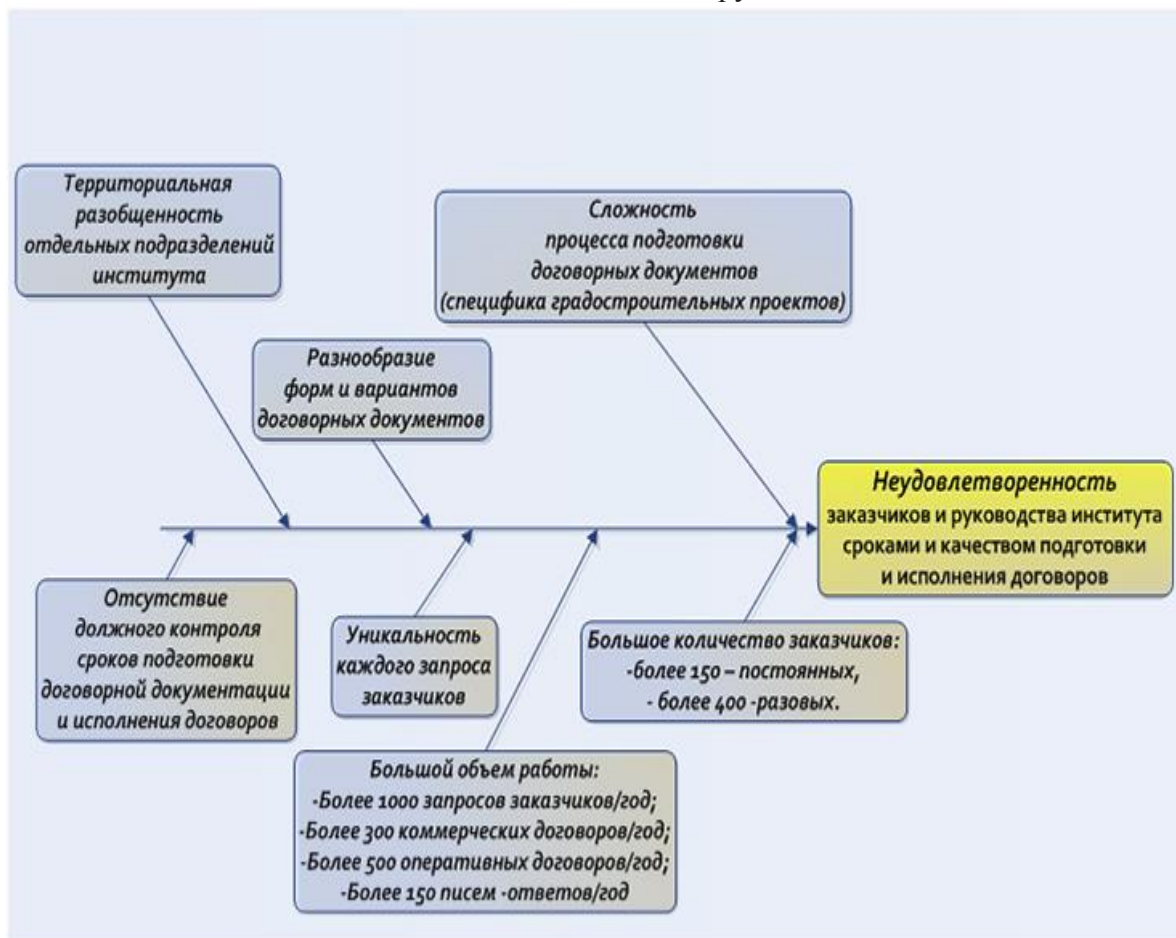 ру
Территориальная
разобщенность
отдельных подразделений
института
Сложность
процесса подготовки
договорных документов
(специфика градостроительных проектов)
Разнообразие
форм и вариантов
договорных документов
Неудовлетворенность
заказчиков и руководства института
сроками и качеством подготовки
и исполнения договоров
Отсутствие
должного контроля
сроков подготовки
договорной документации
и исполнения договоров
Уникальность
каждого запроса
заказчиков
Большое количество заказчиков:
-более 150 – постоянных,
- более 400 -разовых.
Большой объем работы:
-Более 1000 запросов заказчиков/год;
-Более 300 коммерческих договоров/год;
-Более 500 оперативных договоров/год;
-Более 150 писем -ответов/год